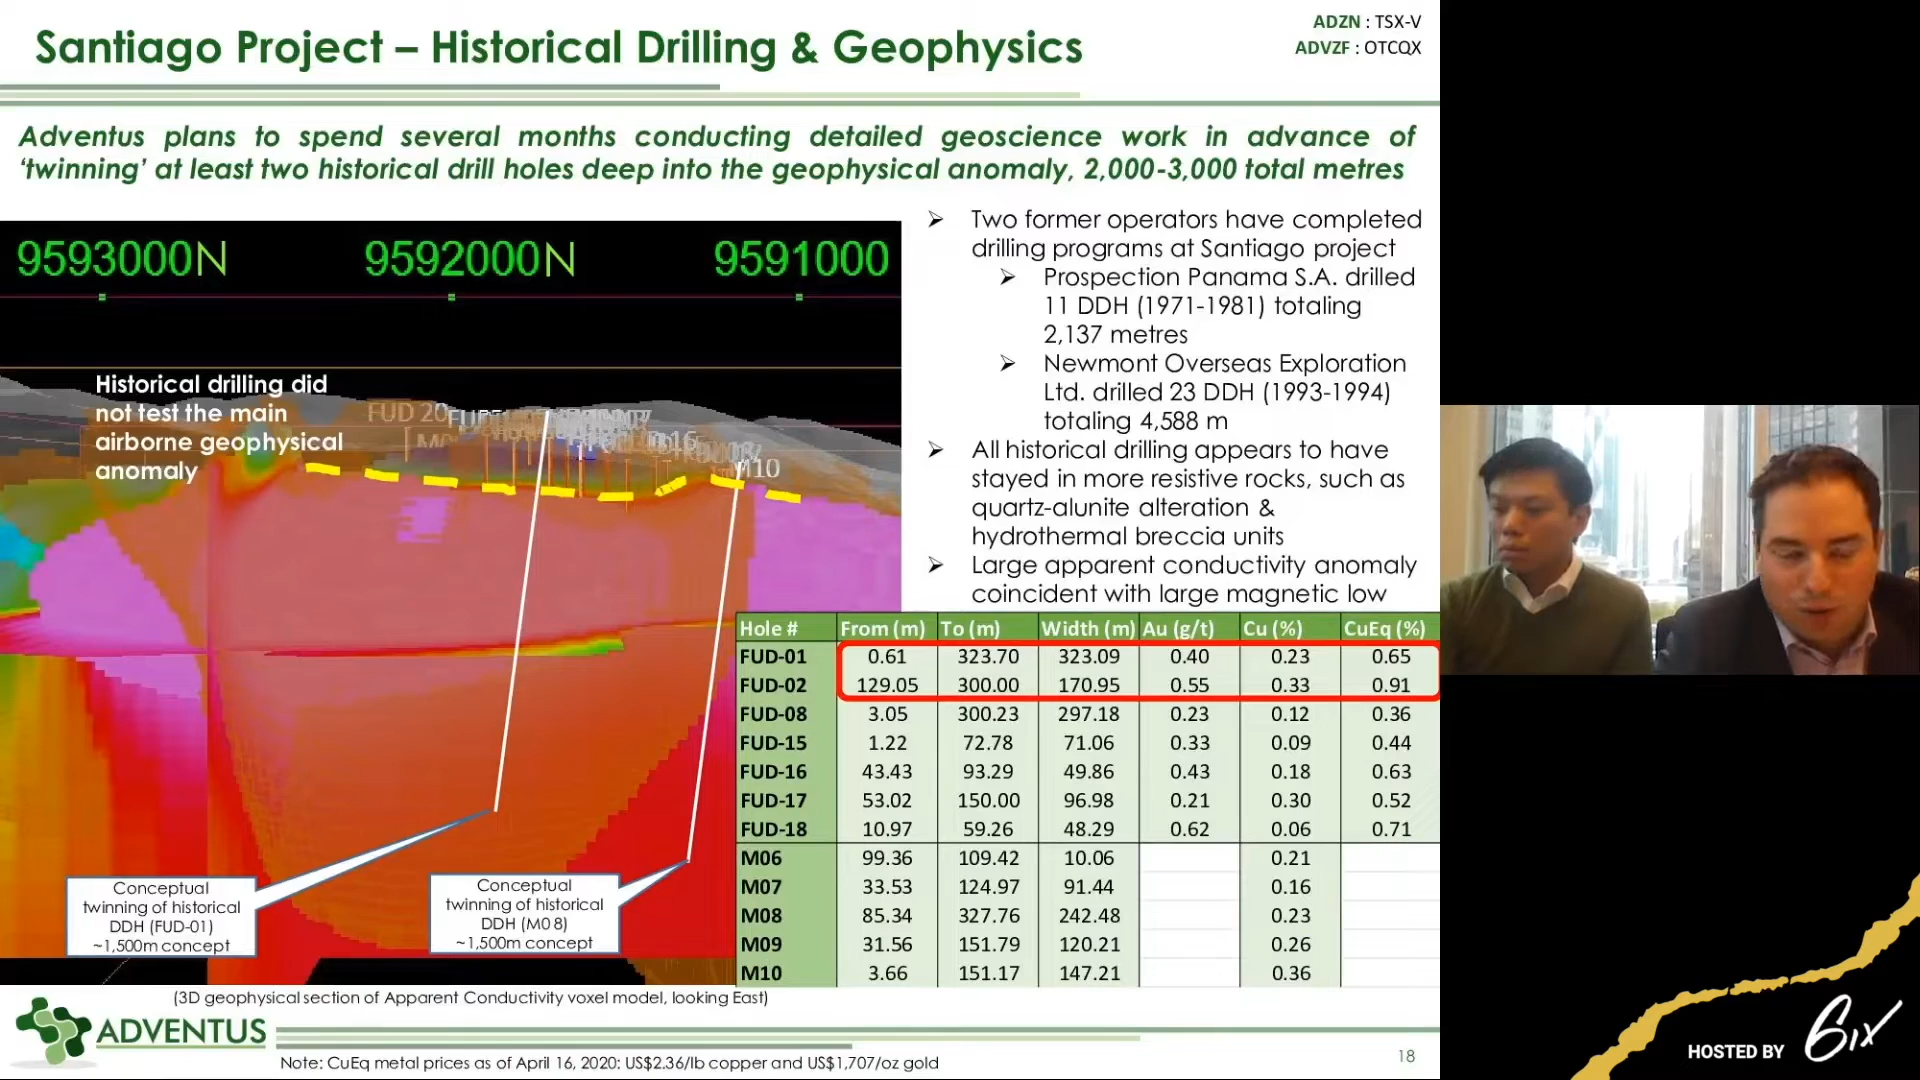 Santiago Project – Historical Drilling & Geophysics
ADZN : TSX-V
ADVZF : OTCQX
Adventus plans to spend several months conducting detailed geoscience work in advance of
‘twinning’ at least two historical drill holes deep into the geophysical anomaly, 2,000-3,000 total metres
9593000N 9592000N 9591000
Historical drilling did
not test the main
airborne geophysical
anomaly
FUD 20
M10
Conceptual
twinning of historical
DDH (FUD-01)
~1,500m concept
Conceptual
twinning of historical
DDH (M0 8)
~1,500m concept
(3D geophysical section of Apparent Conductivity voxel model, looking East)
➢ Two former operators have completed
drilling programs at Santiago project
➢ Prospection Panama S.A. drilled
11 DDH (1971-1981) totaling
2,137 metres
➢ Newmont Overseas Exploration
Ltd. drilled 23 DDH (1993-1994)
totaling 4,588 m
➢ All historical drilling appears to have
stayed in more resistive rocks, such as
quartz-alunite alteration &
hydrothermal breccia units
➢ Large apparent conductivity anomaly
coincident with large magnetic low
Hole # From (m) To (m) Width (m) Au (g/t) Cu (%) CuEq (%)
FUD-01 0.61 323.70 323.09 0.40 0.23 0.65
FUD-02 129.05 300.00 170.95 0.55 0.33 0.91
FUD-08 3.05 300.23 297.18 0.23 0.12 0.36
FUD-15 1.22 72.78 71.06 0.33 0.09 0.44
FUD-16 43.43 93.29 49.86 0.43 0.18 0.63
FUD-17 53.02 150.00 96.98 0.21 0.30 0.52
FUD-18 10.97 59.26 48.29 0.62 0.06 0.71
M06 99.36 109.42 10.06 0.21
M07 33.53 124.97 91.44 0.16
M08 85.34 327.76 242.48 0.23
M09 31.56 151.79 120.21 0.26
M10 3.66 151.17 147.21 0.36
ADVENTUS
Note: CuEq metal prices as of April 16, 2020: US$2.36/lb copper and US$1,707/oz gold
18
HOSTED BY 6ix